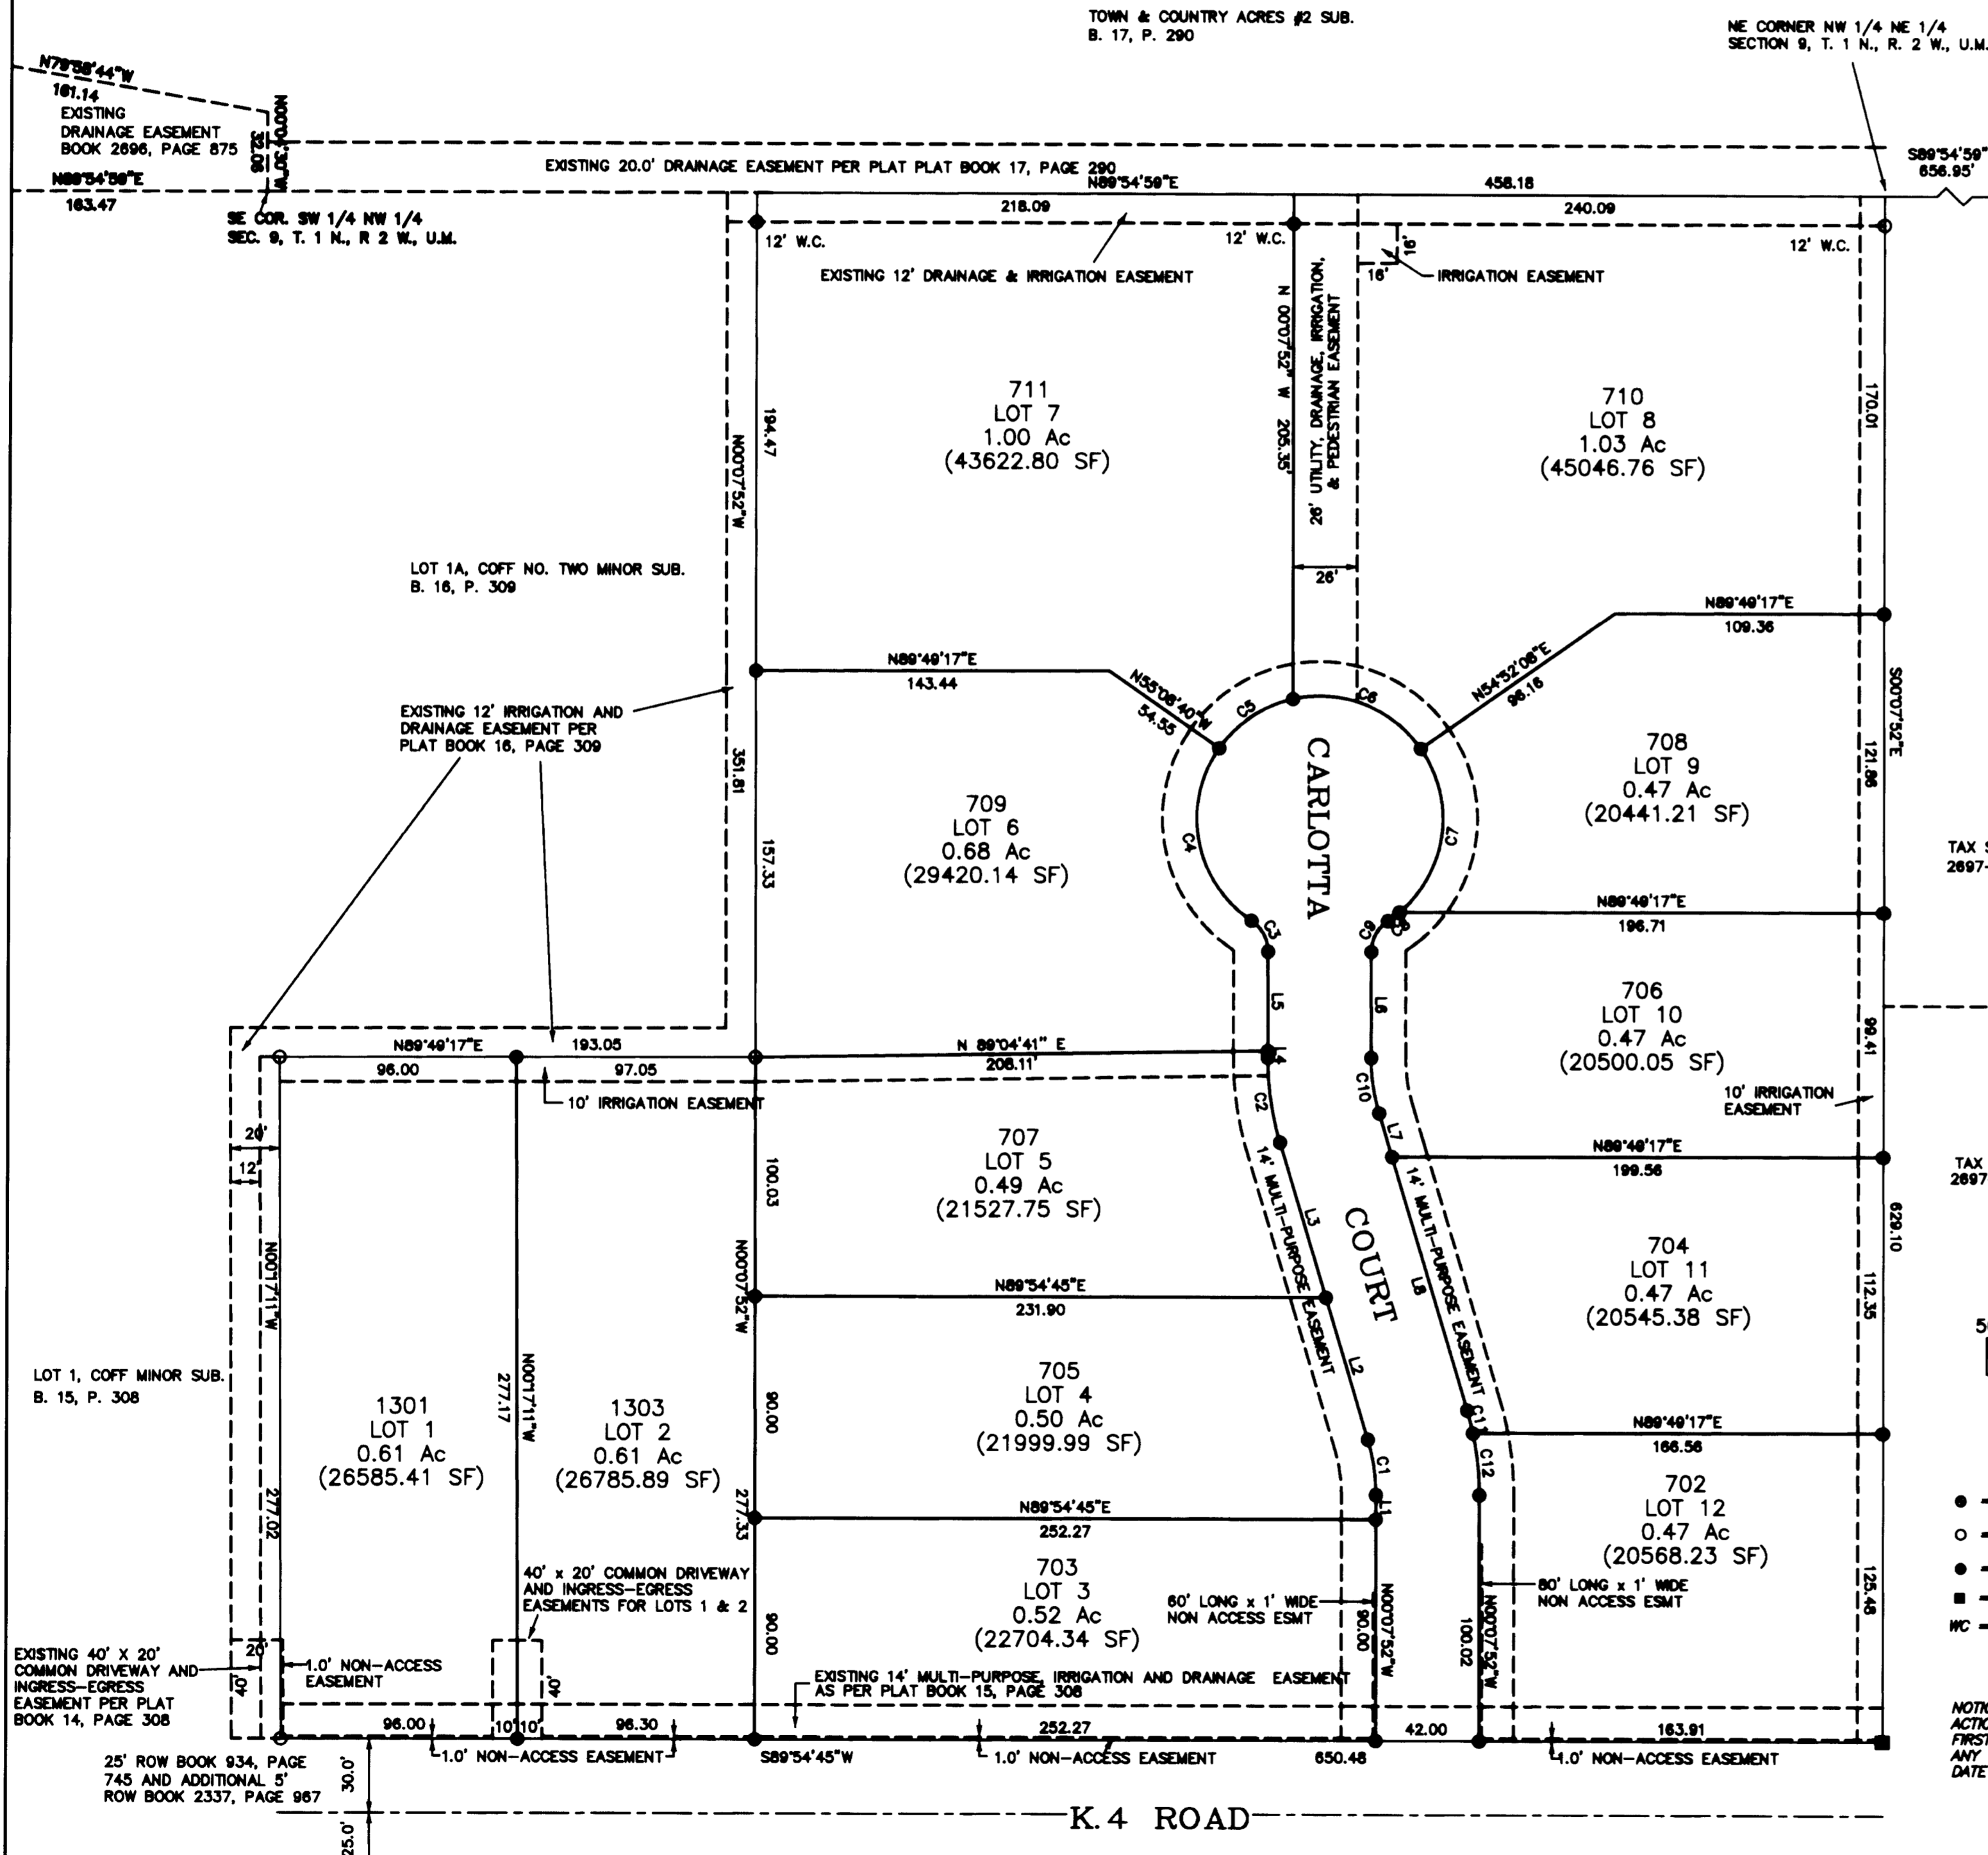 TOWN & COUNTRY ACRES #2 SUB.
B. 17, P. 290
NE CORNER NW 1/4 NE 1/4
SECTION 9, T. 1 N., R. 2 W., U.M.
N79°58'44"W
161.14
EXISTING
DRAINAGE EASEMENT
BOOK 2696, PAGE 875
N00°04'30"W
32.08
N89°54'59"E
163.47
SE COR. SW 1/4 NW 1/4
SEC. 9, T. 1 N., R 2 W., U.M.
EXISTING 20.0' DRAINAGE EASEMENT PER PLAT PLAT BOOK 17, PAGE 290
N89°54'59"E
458.18
S89°54'59"
656.95'
218.09
240.09
12' W.C.
12' W.C.
12' W.C.
EXISTING 12' DRAINAGE & IRRIGATION EASEMENT
16'
16'
IRRIGATION EASEMENT
N 00°07'52" W 205.35'
26' UTILITY, DRAINAGE, IRRIGATION,
& PEDESTRIAN EASEMENT
26'
711
LOT 7
1.00 Ac
(43622.80 SF)
710
LOT 8
1.03 Ac
(45046.76 SF)
194.47
N00°07'52"W
170.01
LOT 1A, COFF NO. TWO MINOR SUB.
B. 16, P. 309
N89°49'17"E
109.36
N54°52'08"E
96.16
N89°49'17"E
143.44
N55°08'40"W
54.55
C5
C6
S00°07'52"E
EXISTING 12' IRRIGATION AND
DRAINAGE EASEMENT PER
PLAT BOOK 16, PAGE 309
351.81
121.86
CARLOTTA
708
LOT 9
0.47 Ac
(20441.21 SF)
709
LOT 6
0.68 Ac
(29420.14 SF)
157.33
C4
C7
TAX
2697-
N89°49'17"E
196.71
C3
C9
C8
L5
L6
706
LOT 10
0.47 Ac
(20500.05 SF)
99.41
10' IRRIGATION
EASEMENT
N89°49'17"E
193.05
96.00
97.05
N 89°04'41" E
208.11'
L4
10' IRRIGATION EASEMENT
C2
C10
20'
12'
707
LOT 5
0.49 Ac
(21527.75 SF)
100.03
L7
N89°49'17"E
199.56
TAX
2697
14' MULTI-PURPOSE EASEMENT
14' MULTI-PURPOSE EASEMENT
L3
L8
COURT
629.10
N00°17'11"W
N00°07'52"W
N89°54'45"E
231.90
704
LOT 11
0.47 Ac
(20545.38 SF)
112.35
5
LOT 1, COFF MINOR SUB.
B. 15, P. 308
N00°17'11"W
277.17
L2
1301
LOT 1
0.61 Ac
(26585.41 SF)
1303
LOT 2
0.61 Ac
(26785.89 SF)
705
LOT 4
0.50 Ac
(21999.99 SF)
90.00
C11
N89°49'17"E
166.56
C1
C12
277.02
277.33
N89°54'45"E
252.27
L1
702
LOT 12
0.47 Ac
(20568.23 SF)
703
LOT 3
0.52 Ac
(22704.34 SF)
40' x 20' COMMON DRIVEWAY
AND INGRESS-EGRESS
EASEMENTS FOR LOTS 1 & 2
60' LONG x 1' WIDE
NON ACCESS ESMT
80' LONG x 1' WIDE
NON ACCESS ESMT
90.00
N00°07'52"W
90.00
N00°07'52"W
100.02
125.48
WC
EXISTING 40' X 20'
COMMON DRIVEWAY AND
INGRESS-EGRESS
EASEMENT PER PLAT
BOOK 14, PAGE 308
20'
40'
1.0' NON-ACCESS
EASEMENT
40'
EXISTING 14' MULTI-PURPOSE, IRRIGATION AND DRAINAGE EASEMENT
AS PER PLAT BOOK 15, PAGE 308
96.00
10'
10'
96.30
252.27
42.00
163.91
1.0' NON-ACCESS EASEMENT
S89°54'45"W
1.0' NON-ACCESS EASEMENT
650.48
1.0' NON-ACCESS EASEMENT
NOTIC
ACTIO
FIRST
ANY
DATE
25' ROW BOOK 934, PAGE
745 AND ADDITIONAL 5'
ROW BOOK 2337, PAGE 967
30.0'
25.0'
K.4 ROAD